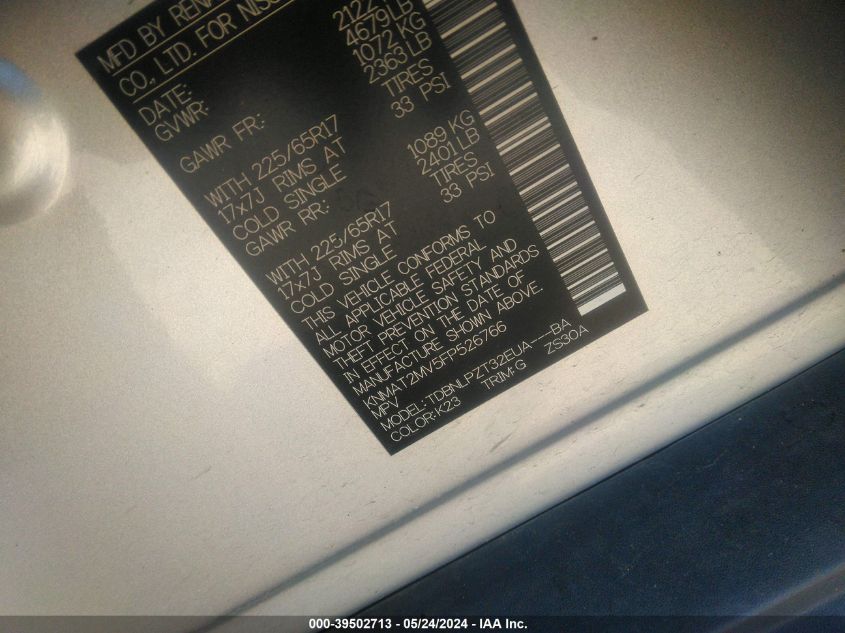 MFD BY
CO., LTD. FOR
DATE:
GVWR: 4679 LB
GAWR FR: 1072 KG
2363 LB
WITH 225/65R17 TIRES
17x7J RIMS AT 33 PSI
COLD SINGLE
GAWR RR: 1089 KG
2401 LB
WITH 225/65R17 TIRES
17x7J RIMS AT 33 PSI
COLD SINGLE
THIS VEHICLE CONFORMS TO
ALL APPLICABLE FEDERAL
MOTOR VEHICLE SAFETY AND
THEFT PREVENTION STANDARDS
IN EFFECT ON THE DATE OF
MANUFACTURE SHOWN ABOVE.
KNMAT2MV5FP526766
MPV
MODEL: TDBNLPZT32EUA---BA
COLOR: K23 TRIM: G ZS30A
000-39502713 - 05/24/2024 - IAA Inc.